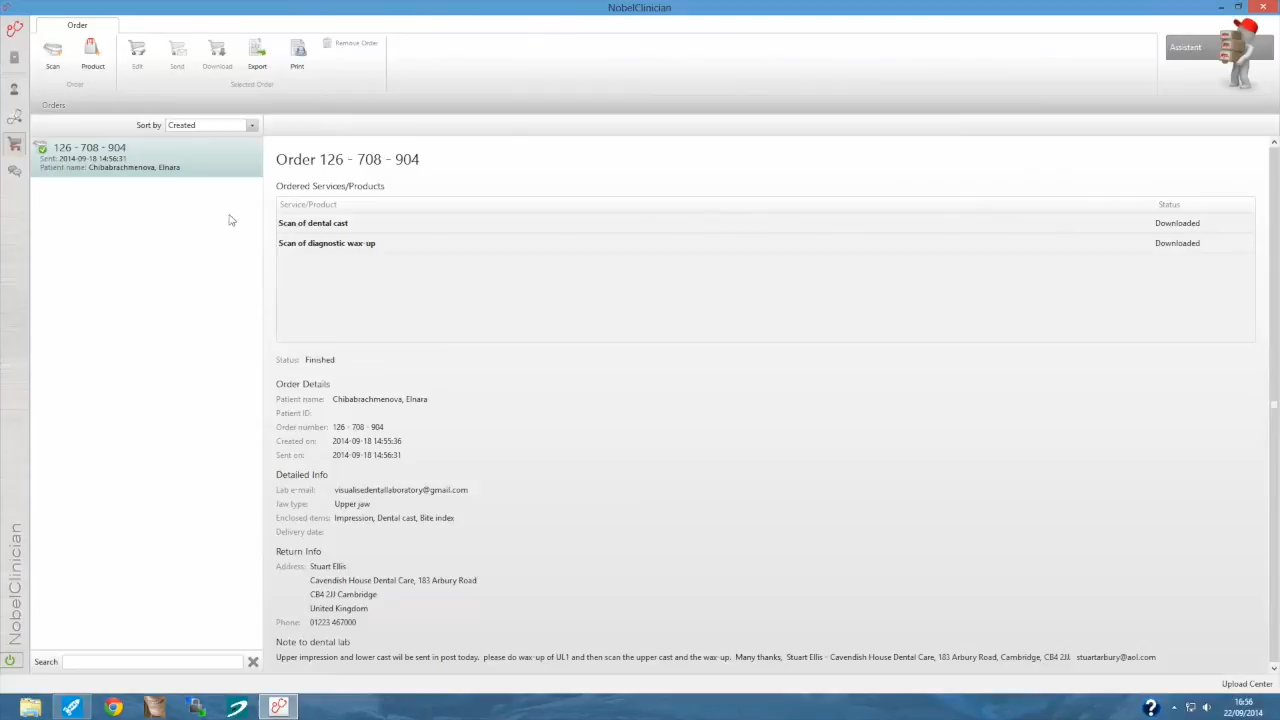 NobelClinician
Order
Scan
Product
Edit
Send
Download
Export
Print
Remove Order
Order
Selected Order
Assistant
Orders
Sort by Created
126 - 708 - 904
Sent: 2014-09-18 14:56:31
Patient name: Chibabrachmenova, Elnara
Order 126 - 708 - 904
Ordered Services/Products
Service/Product Status
Scan of dental cast Downloaded
Scan of diagnostic wax-up Downloaded
Status: Finished
Order Details
Patient name: Chibabrachmenova, Elnara
Patient ID:
Order number: 126 - 708 - 904
Created on: 2014-09-18 14:55:36
Sent on: 2014-09-18 14:56:31
Detailed Info
Lab e-mail: visualisedentallaboratory@gmail.com
Jaw type: Upper jaw
Enclosed items: Impression, Dental cast, Bite index
Delivery date:
Return Info
Address: Stuart Ellis
Cavendish House Dental Care, 183 Arbury Road
CB4 2JJ Cambridge
United Kingdom
Phone: 01223 467000
Note to dental lab
Upper impression and lower cast wil be sent in post today, please do wax-up of UL1 and then scan the upper cast and the wax-up. Many thanks, Stuart Ellis - Cavendish House Dental Care, 183 Arbury Road, Cambridge, CB4 2JJ. stuartarbury@aol.com
NobelClinician
Search
Upload Center
16:56
22/09/2014